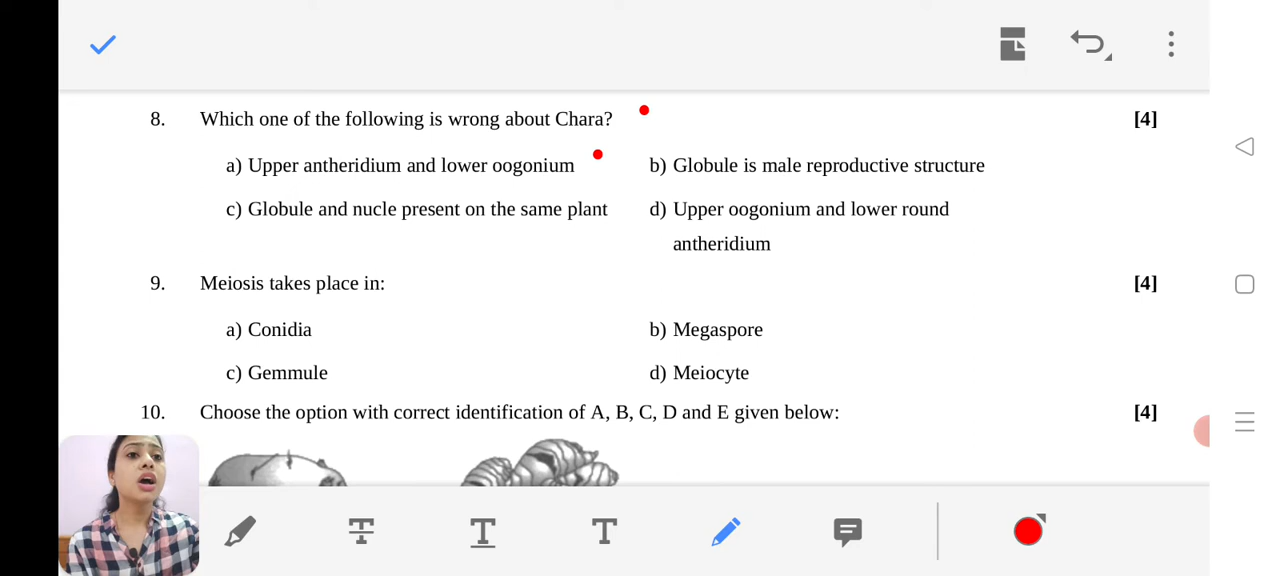 8. Which one of the following is wrong about Chara? [4]
a) Upper antheridium and lower oogonium b) Globule is male reproductive structure
c) Globule and nucle present on the same plant d) Upper oogonium and lower round
antheridium
9. Meiosis takes place in: [4]
a) Conidia b) Megaspore
c) Gemmule d) Meiocyte
10. Choose the option with correct identification of A, B, C, D and E given below: [4]
T T T